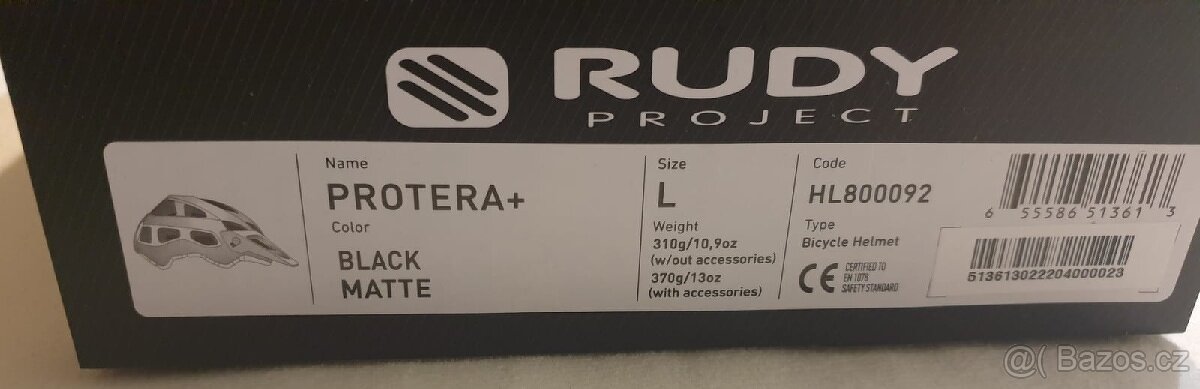 RUDY
PROJECT
Name
PROTERA+
Color
BLACK
MATTE
Size
L
Weight
310g/10,9oz
(w/out accessories)
370g/13oz
(with accessories)
Code
HL800092
Type
Bicycle Helmet
CE
CERTIFIED TO
EN 1078
SAFETY STANDARD
6 55586 51361 3
513613022204000023
@( Bazos.cz